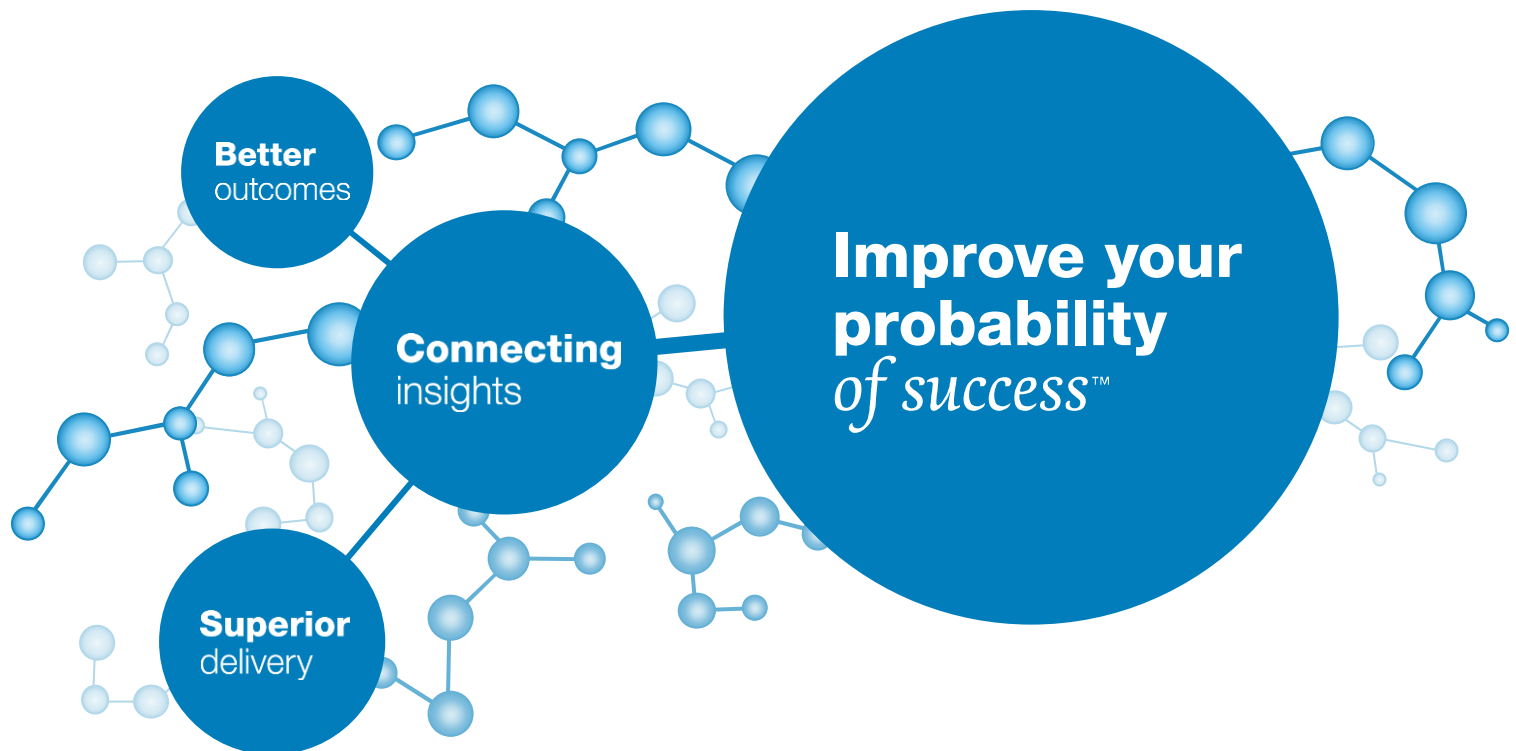 Better
outcomes
Connecting
insights
Superior
delivery
Improve your
probability
of success™